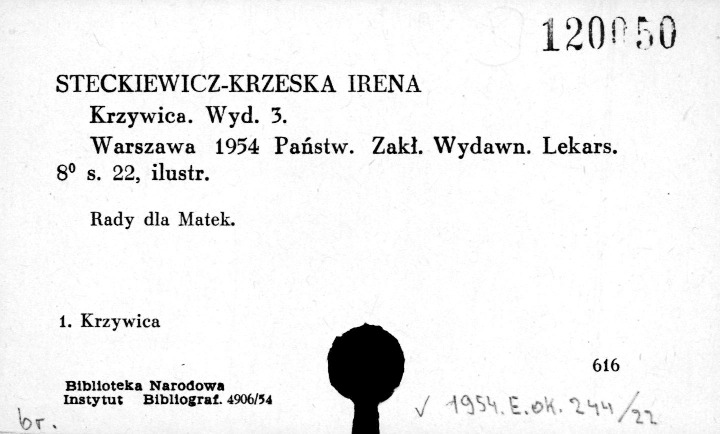 120050
STECKIEWICZ-KRZESKA IRENA
Krzywica. Wyd. 3.
Warszawa 1954 Państw. Zakł. Wydawn. Lekars.
8⁰ s. 22, ilustr.
Rady dla Matek.
1. Krzywica
616
Biblioteka Narodowa
Instytut Bibliograf. 4906/54
br.
√ 1954.E.ok.244/22